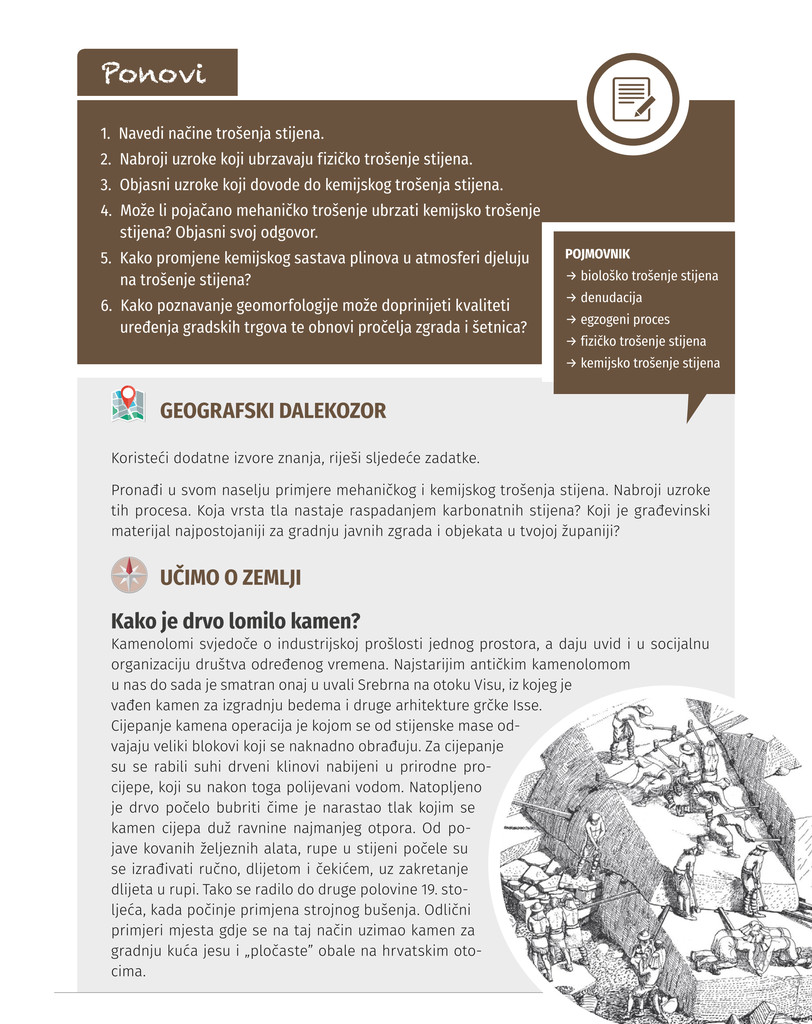 Ponovi
1. Navedi načine trošenja stijena.
2. Nabroji uzroke koji ubrzavaju fizičko trošenje stijena.
3. Objasni uzroke koji dovode do kemijskog trošenja stijena.
4. Može li pojačano mehaničko trošenje ubrzati kemijsko trošenje
stijena? Objasni svoj odgovor.
5. Kako promjene kemijskog sastava plinova u atmosferi djeluju
na trošenje stijena?
6. Kako poznavanje geomorfologije može doprinijeti kvaliteti
uređenja gradskih trgova te obnovi pročelja zgrada i šetnica?
POJMOVNIK
→ biološko trošenje stijena
→ denudacija
→ egzogeni proces
→ fizičko trošenje stijena
→ kemijsko trošenje stijena
GEOGRAFSKI DALEKOZOR
Koristeći dodatne izvore znanja, riješi sljedeće zadatke.
Pronađi u svom naselju primjere mehaničkog i kemijskog trošenja stijena. Nabroji uzroke
tih procesa. Koja vrsta tla nastaje raspadanjem karbonatnih stijena? Koji je građevinski
materijal najpostojaniji za gradnju javnih zgrada i objekata u tvojoj županiji?
UČIMO O ZEMLJI
Kako je drvo lomilo kamen?
Kamenolomi svjedoče o industrijskoj prošlosti jednog prostora, a daju uvid i u socijalnu
organizaciju društva određenog vremena. Najstarijim antičkim kamenolomom
u nas do sada je smatran onaj u uvali Srebrna na otoku Visu, iz kojeg je
vađen kamen za izgradnju bedema i druge arhitekture grčke Isse.
Cijepanje kamena operacija je kojom se od stijenske mase od-
vajaju veliki blokovi koji se naknadno obrađuju. Za cijepanje
su se rabili suhi drveni klinovi nabijeni u prirodne pro-
cijepe, koji su nakon toga polijevani vodom. Natopljeno
je drvo počelo bubriti čime je narastao tlak kojim se
kamen cijepa duž ravnine najmanjeg otpora. Od po-
jave kovanih željeznih alata, rupe u stijeni počele su
se izrađivati ručno, dlijetom i čekićem, uz zakretanje
dlijeta u rupi. Tako se radilo do druge polovine 19. sto-
ljeća, kada počinje primjena strojnog bušenja. Odlični
primjeri mjesta gdje se na taj način uzimao kamen za
gradnju kuća jesu i „pločaste” obale na hrvatskim oto-
cima.